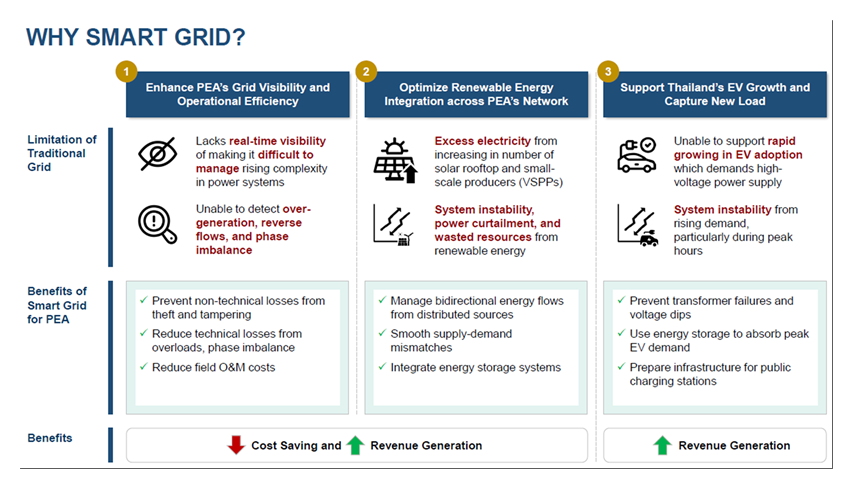 WHY SMART GRID?
1
Enhance PEA's Grid Visibility and
Operational Efficiency
2
Optimize Renewable Energy
Integration across PEA's Network
3
Support Thailand's EV Growth and
Capture New Load
Limitation of
Traditional
Grid
Lacks real-time visibility
of making it difficult to
manage rising complexity
in power systems
Unable to detect over-
generation, reverse
flows, and phase
imbalance
Excess electricity from
increasing in number of
solar rooftop and small-
scale producers (VSPPs)
System instability,
power curtailment, and
wasted resources from
renewable energy
Unable to support rapid
growing in EV adoption
which demands high-
voltage power supply
System instability from
rising demand,
particularly during peak
hours
Benefits of
Smart Grid
for PEA
✓ Prevent non-technical losses from
theft and tampering
✓ Reduce technical losses from
overloads, phase imbalance
✓ Reduce field O&M costs
✓ Manage bidirectional energy flows
from distributed sources
✓ Smooth supply-demand
mismatches
✓ Integrate energy storage systems
✓ Prevent transformer failures and
voltage dips
✓ Use energy storage to absorb peak
EV demand
✓ Prepare infrastructure for public
charging stations
Benefits
Cost Saving and Revenue Generation
Revenue Generation